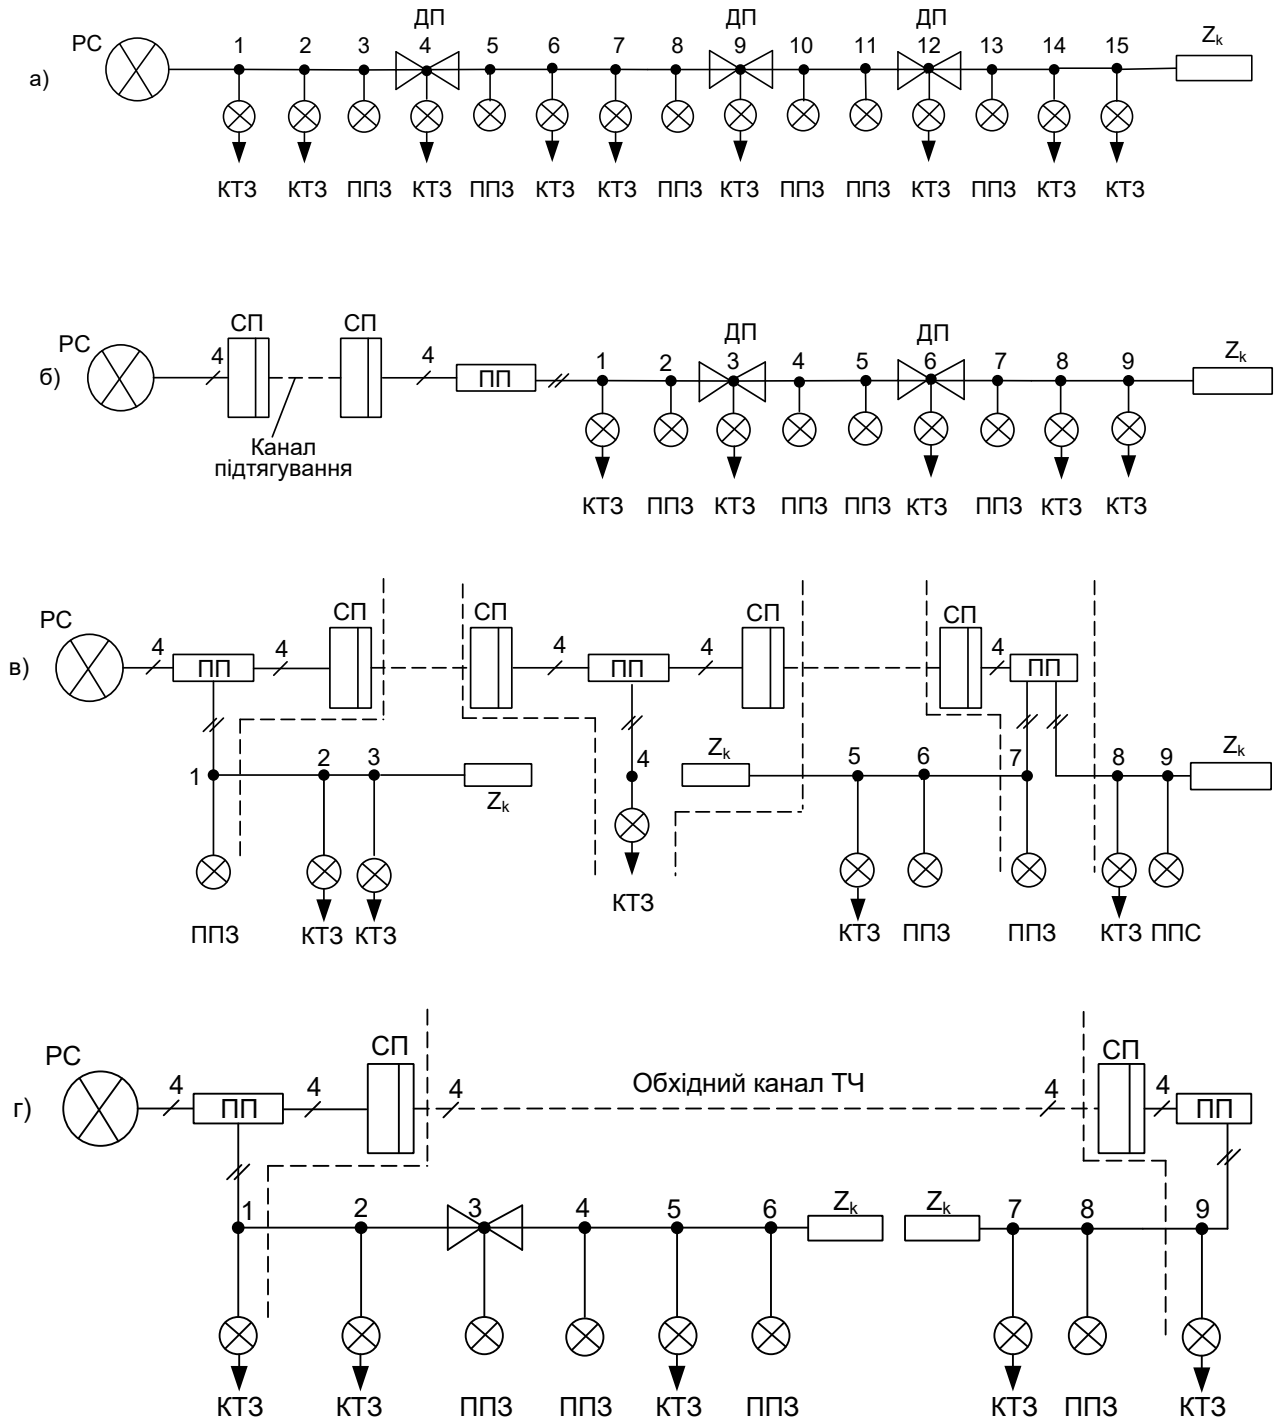 ДП ДП ДП
РС 1 2 3 4 5 6 7 8 9 10 11 12 13 14 15 Zk
а)
КТЗ КТЗ ППЗ КТЗ ППЗ КТЗ КТЗ ППЗ КТЗ ППЗ ППЗ КТЗ ППЗ КТЗ КТЗ
СП СП ДП ДП
РС 4 4 1 2 3 4 5 6 7 8 9 Zk
б) ПП
Канал
підтягування
КТЗ ППЗ КТЗ ППЗ ППЗ КТЗ ППЗ КТЗ КТЗ
РС СП СП СП СП
4 4 4 4 4
в) ПП ПП ПП
1 2 3 Zk 4 Zk 5 6 7 8 9 Zk
КТЗ
ППЗ КТЗ КТЗ КТЗ ППЗ ППЗ КТЗ ППС
РС СП СП
4 4 4 Обхідний канал ТЧ 4 4
г) ПП ПП
1 2 3 4 5 6 Zk Zk 7 8 9
КТЗ КТЗ ППЗ ППЗ КТЗ ППЗ КТЗ ППЗ КТЗ